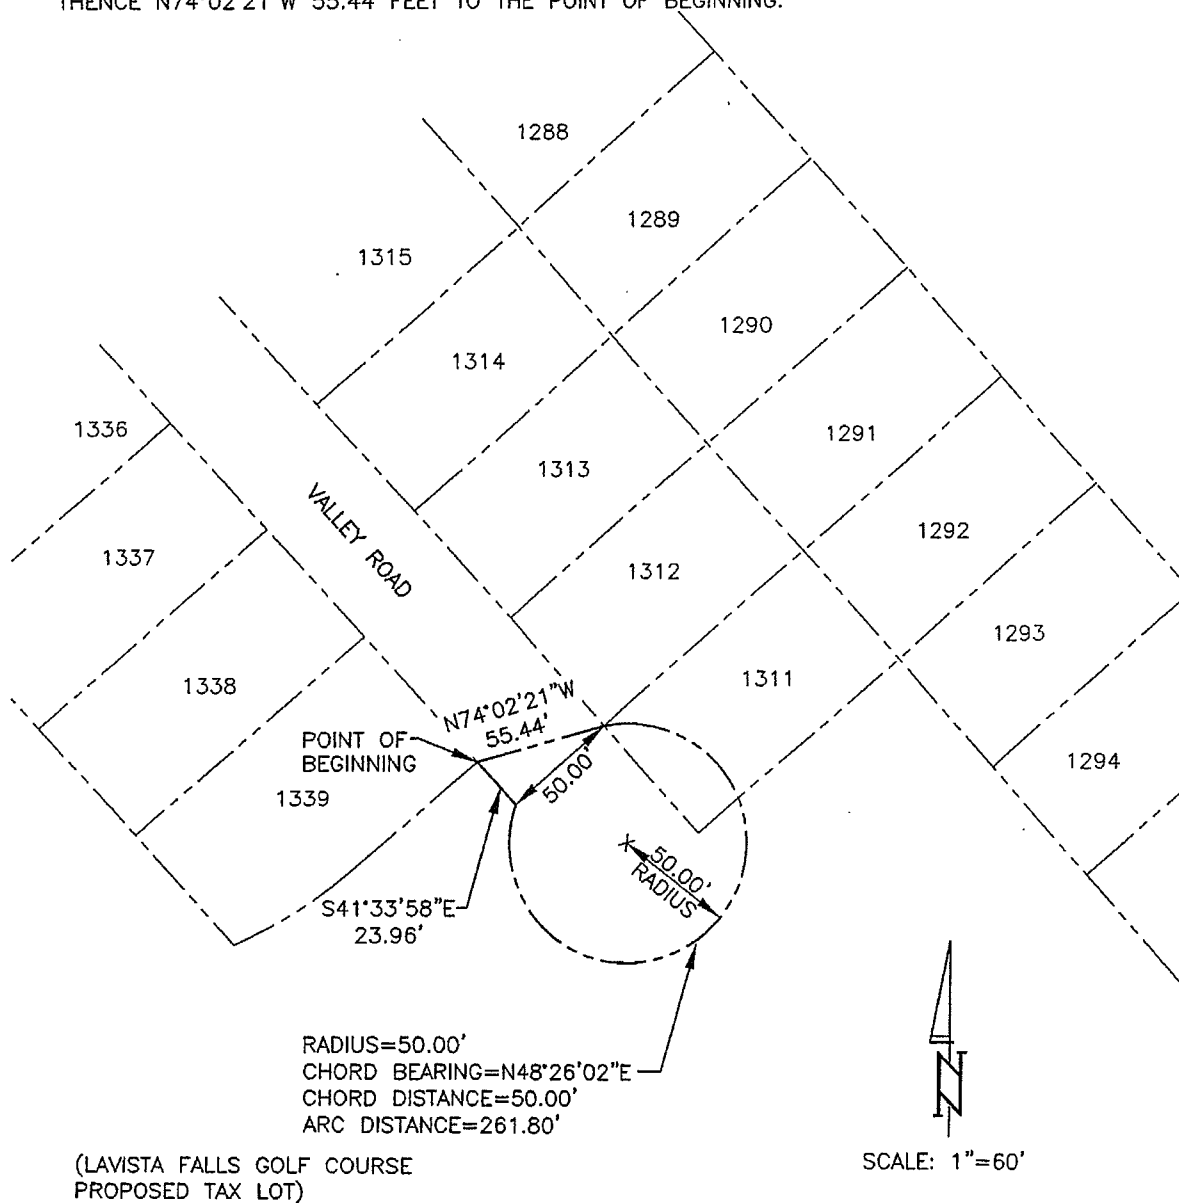 THENCE N74°02'21"W 55.44 FEET TO THE POINT OF BEGINNING.
1288
1289
1315
1290
1314
1336
1291
1313
VALLEY ROAD
1292
1337
1312
1293
1338
1311
N74°02'21"W
55.44'
POINT OF
BEGINNING
1294
50.00'
1339
50.00'
RADIUS
S41°33'58"E
23.96'
RADIUS=50.00'
CHORD BEARING=N48°26'02"E
CHORD DISTANCE=50.00'
ARC DISTANCE=261.80'
N
(LAVISTA FALLS GOLF COURSE
PROPOSED TAX LOT)
SCALE: 1"=60'